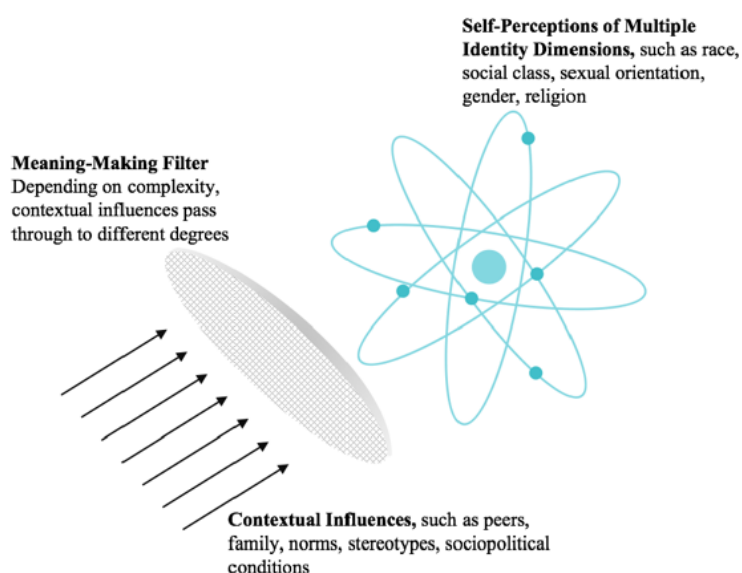 Self-Perceptions of Multiple
Identity Dimensions, such as race,
social class, sexual orientation,
gender, religion
Meaning-Making Filter
Depending on complexity,
contextual influences pass
through to different degrees
Contextual Influences, such as peers,
family, norms, stereotypes, sociopolitical
conditions